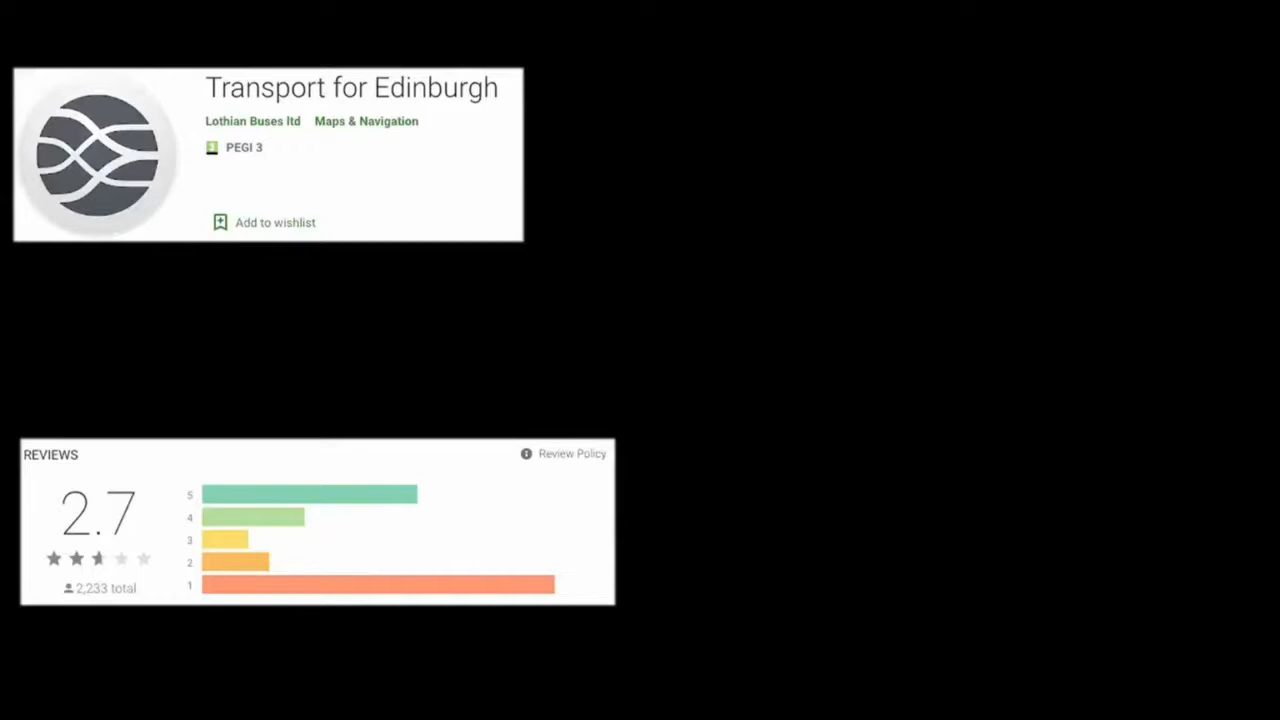 Transport for Edinburgh
Lothian Buses ltd Maps & Navigation
3 PEGI 3
Add to wishlist
REVIEWS Review Policy
2.7
2,233 total
5
4
3
2
1